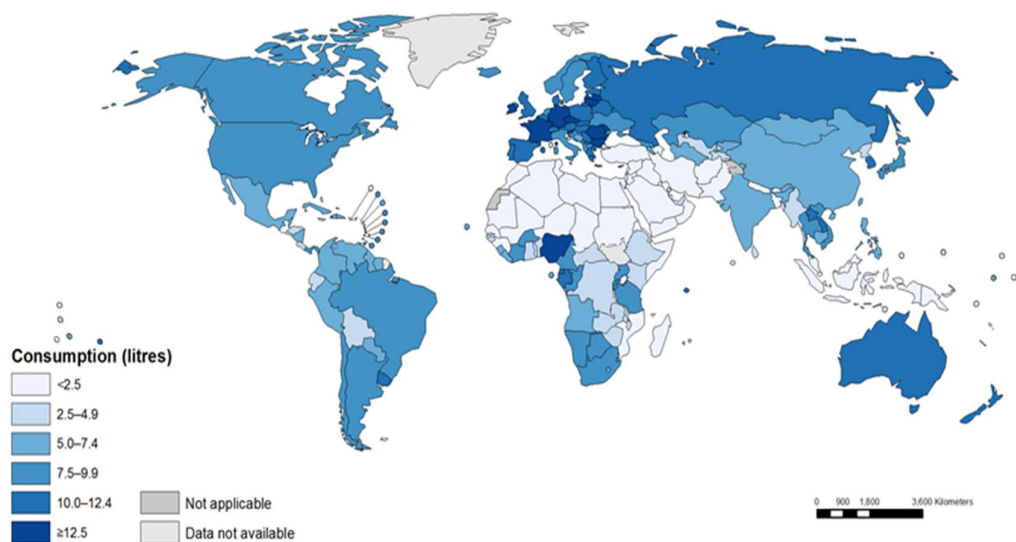 Consumption (litres)
<2.5
2.5–4.9
5.0–7.4
7.5–9.9
10.0–12.4
≥12.5
Not applicable
Data not available
0 900 1,800 3,600 Kilometers